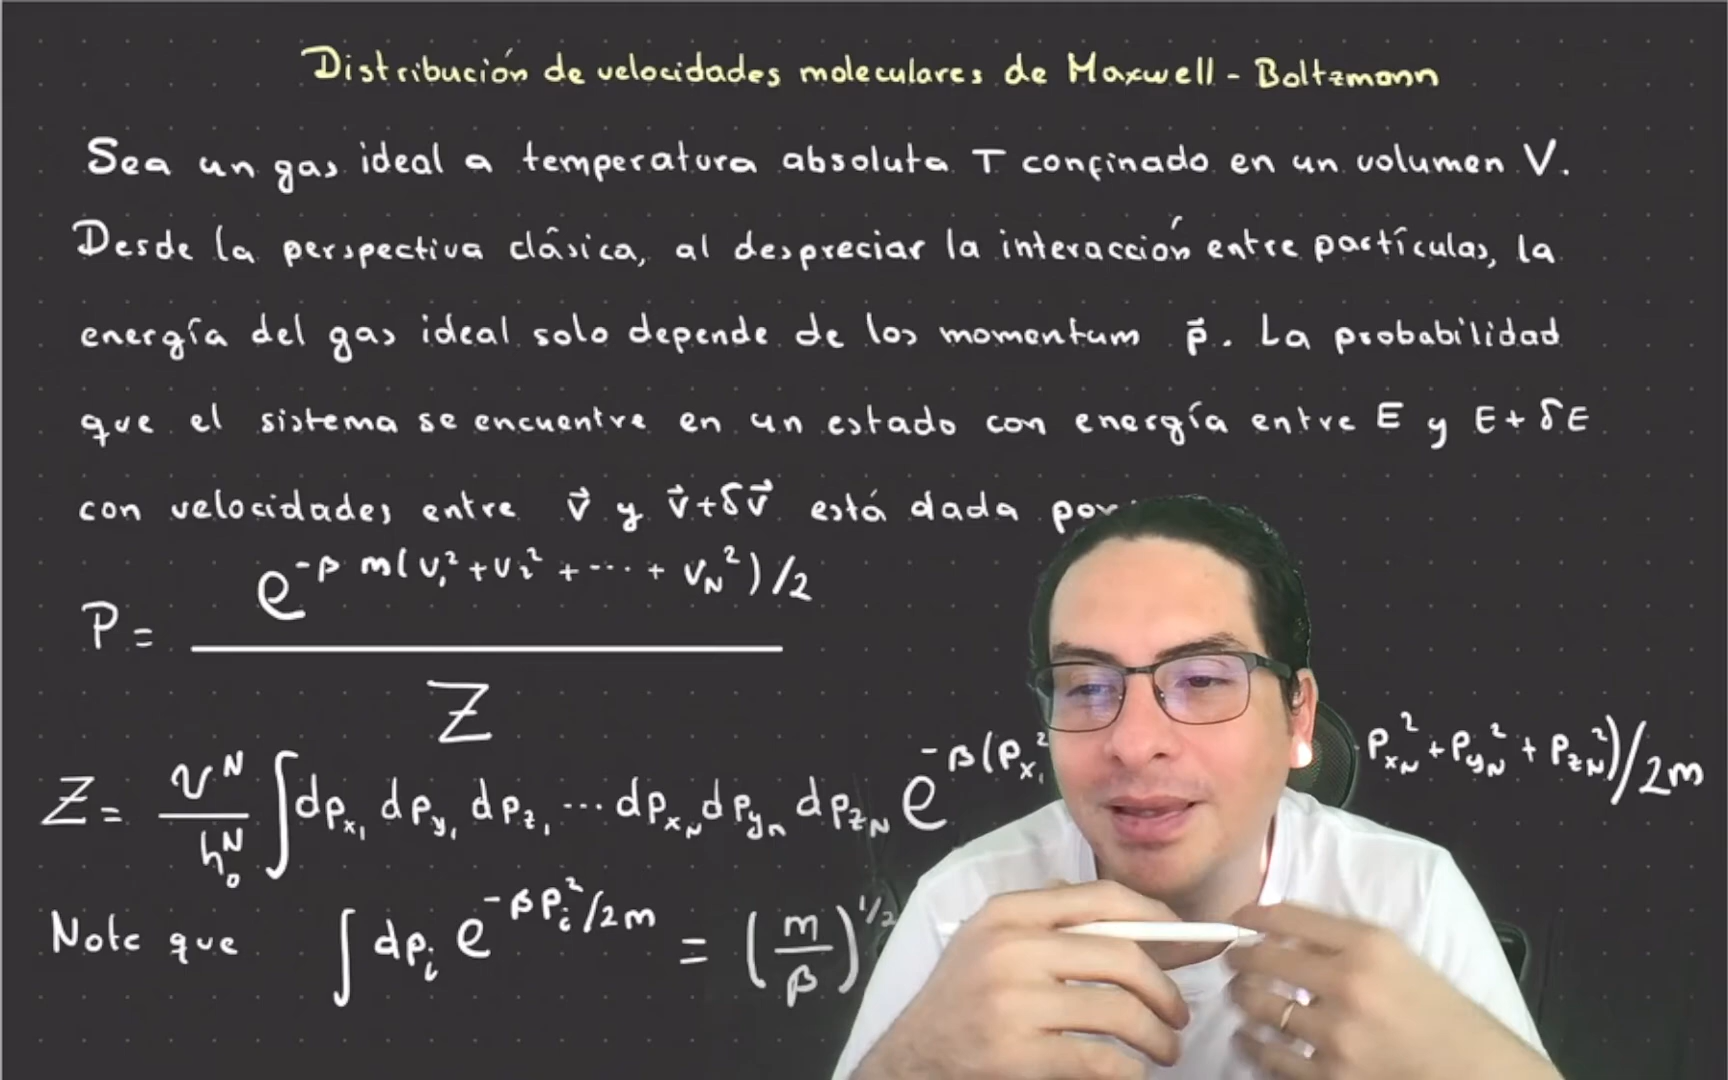 Distribución de velocidades moleculares de Maxwell - Boltzmann
Sea un gas ideal a temperatura absoluta T confinado en un volumen V.
Desde la perspectiva clásica, al despreciar la interacción entre partículas, la
energía del gas ideal solo depende de los momentum p⃗. La probabilidad
que el sistema se encuentre en un estado con energía entre E y E + δE
con velocidades entre v⃗ y v⃗+δv⃗ está dada por
P = e^{-β m(v₁² + v₂² + ··· + v_N²)/2} / Z
Z = V^N / h₀^N ∫ dp_{x₁} dp_{y₁} dp_{z₁} ··· dp_{x_N} dp_{y_n} dp_{z_N} e^{-β(p_{x₁}² p_{x_N}² + p_{y_N}² + p_{z_N}²)/2m}
Note que ∫ dp_i e^{-βp_i²/2m} = (m/β)^{1/2}